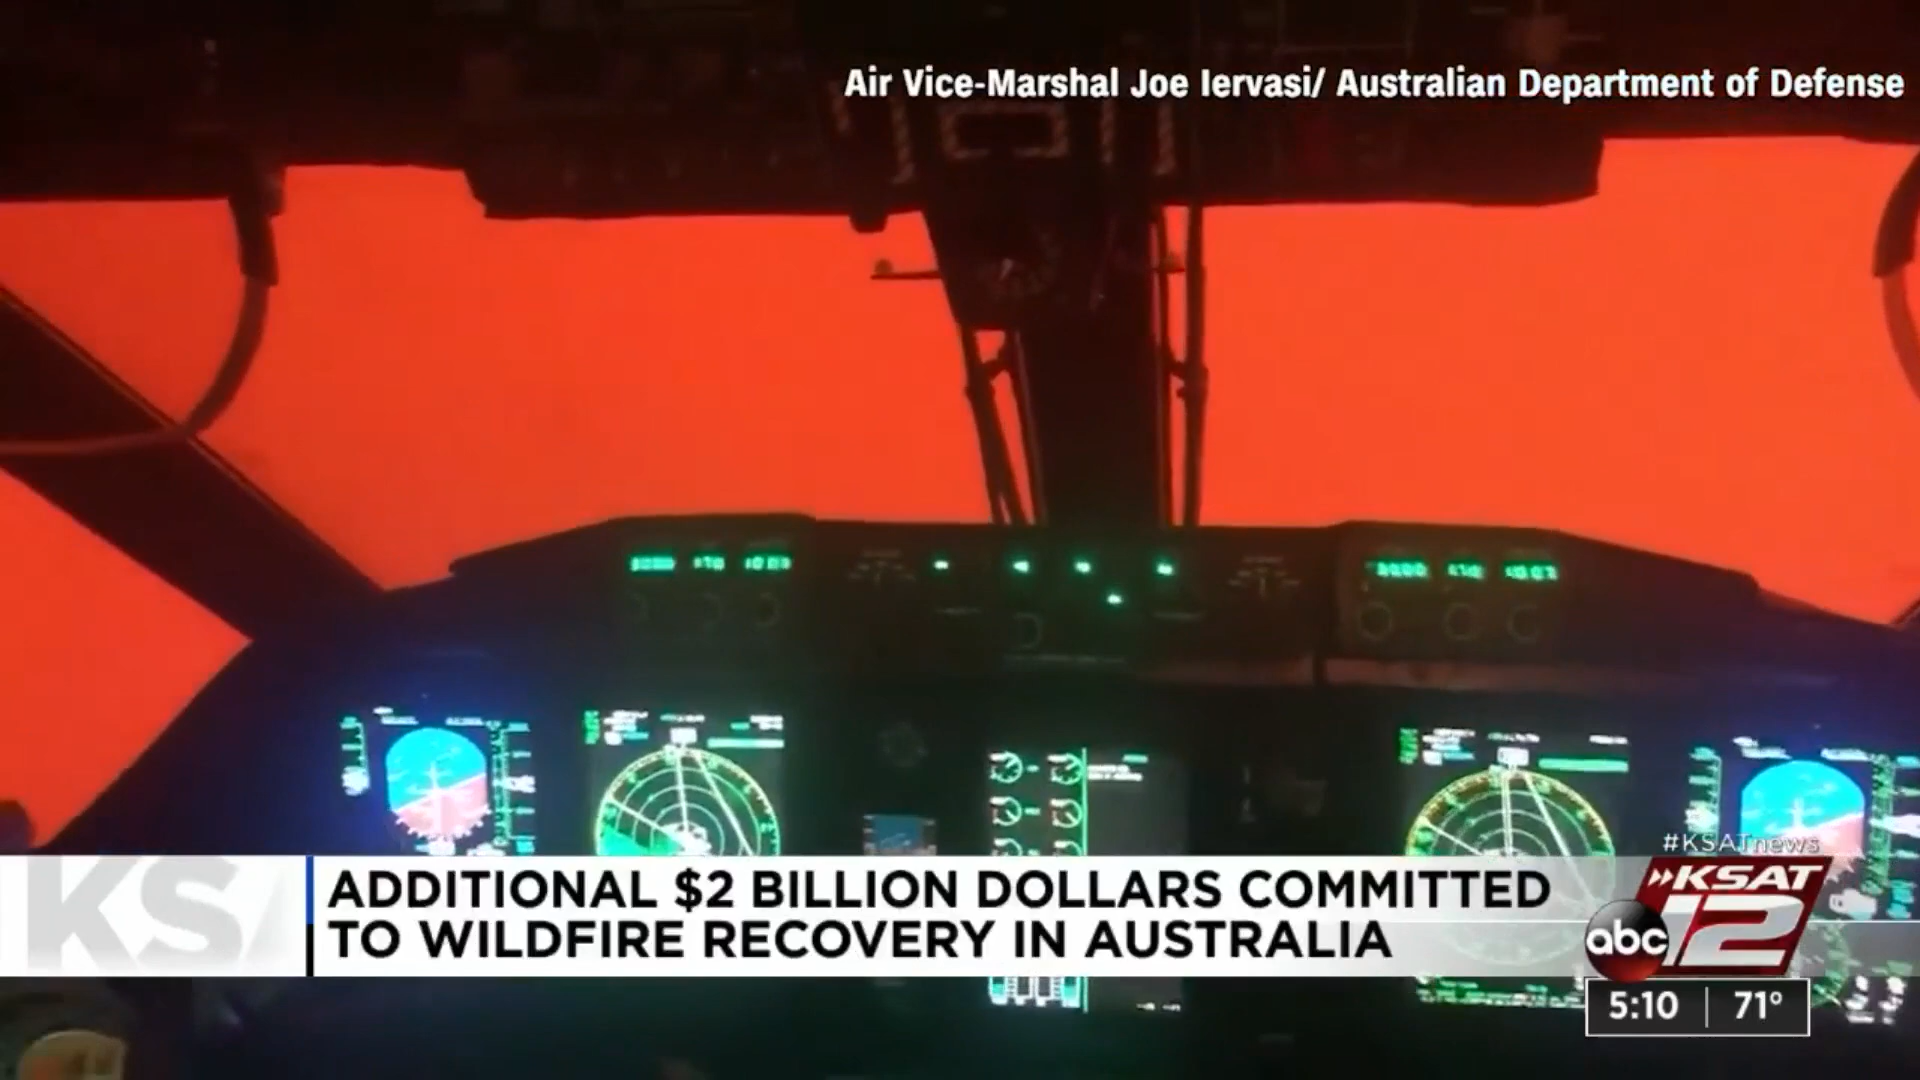 Air Vice-Marshal Joe Iervasi/ Australian Department of Defense
#KSATnews
KSAT
ADDITIONAL $2 BILLION DOLLARS COMMITTED
TO WILDFIRE RECOVERY IN AUSTRALIA
abc
12
5:10
71°